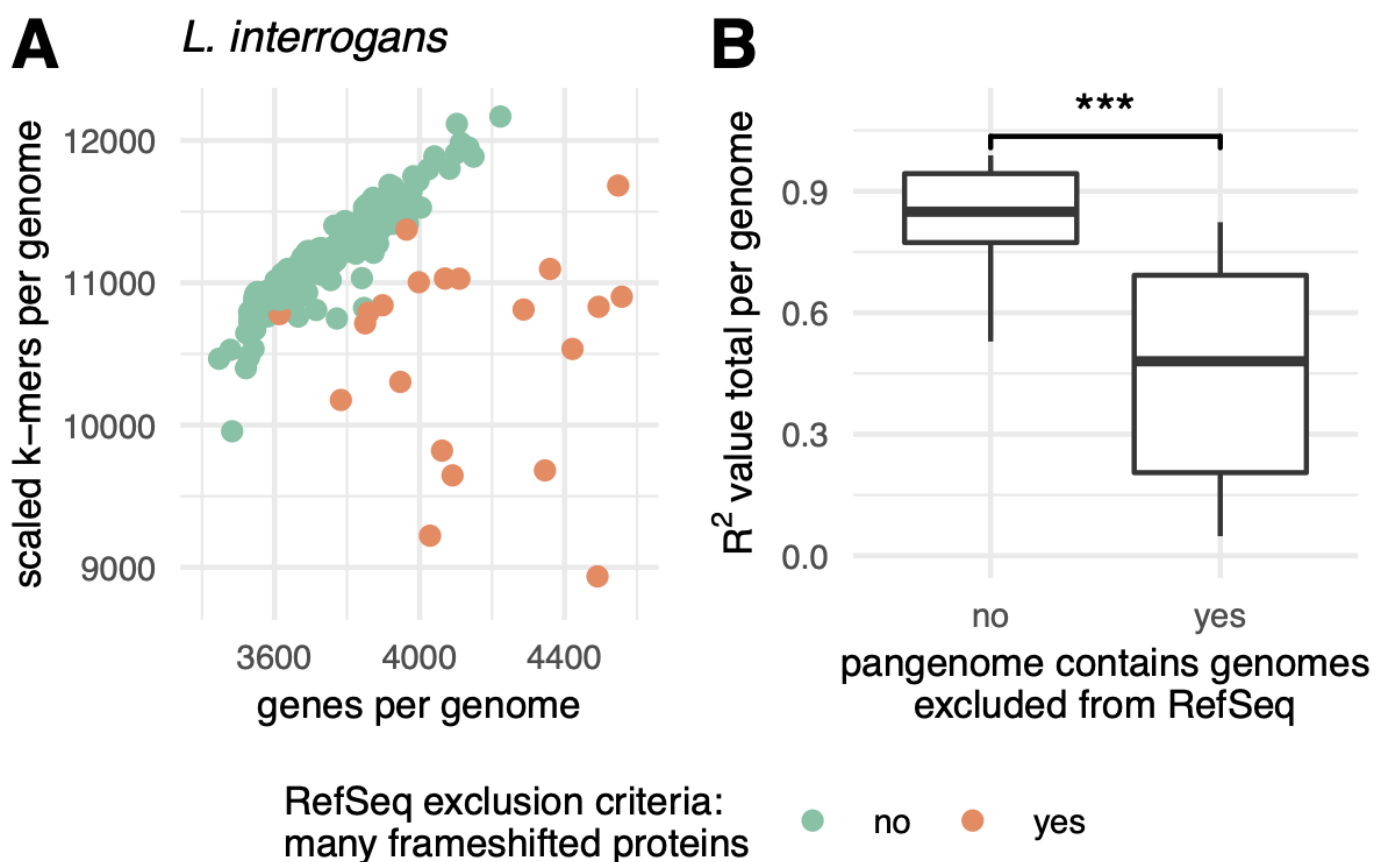 A
L. interrogans
scaled k−mers per genome
12000
11000
10000
9000
3600 4000 4400
genes per genome
B
***
R² value total per genome
0.9
0.6
0.3
0.0
no yes
pangenome contains genomes
excluded from RefSeq
RefSeq exclusion criteria:
many frameshifted proteins
no yes